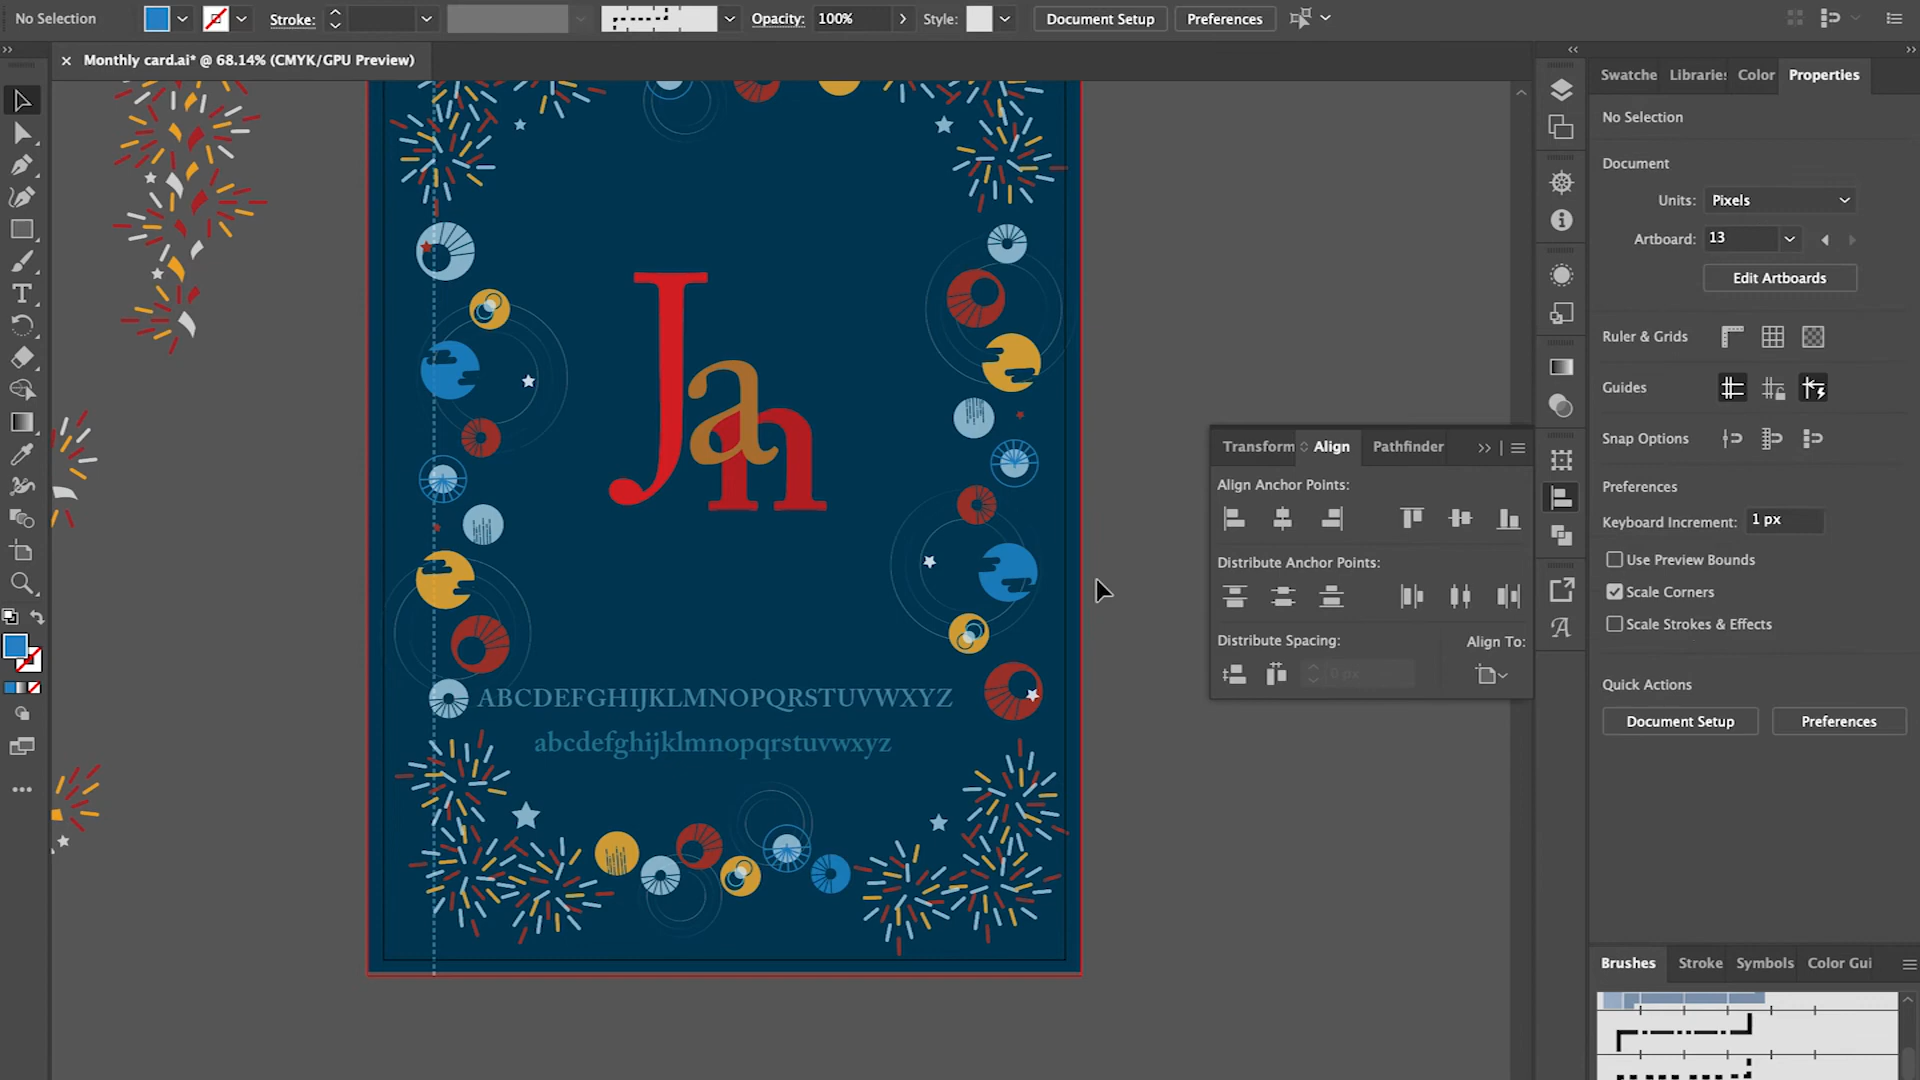 No Selection
Stroke:
Opacity: 100%
Style:
Document Setup
Preferences
Monthly card.ai* @ 68.14% (CMYK/GPU Preview)
Swatche
Libraries
Color
Properties
No Selection
Document
Units: Pixels
Artboard: 13
Edit Artboards
Ruler & Grids
Guides
Snap Options
Preferences
Keyboard Increment: 1 px
Use Preview Bounds
Scale Corners
Scale Strokes & Effects
Quick Actions
Document Setup
Preferences
Transform
Align
Pathfinder
Align Anchor Points:
Distribute Anchor Points:
Distribute Spacing:
Align To:
0 px
Jan
ABCDEFGHIJKLMNOPQRSTUVWXYZ
abcdefghijklmnopqrstuvwxyz
Brushes
Stroke
Symbols
Color Gui